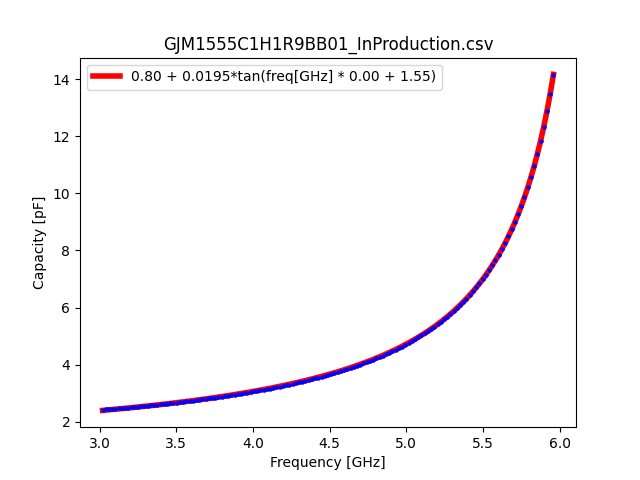 GJM1555C1H1R9BB01_InProduction.csv
0.80 + 0.0195*tan(freq[GHz] * 0.00 + 1.55)
14
12
10
8
6
4
2
Capacity [pF]
3.0 3.5 4.0 4.5 5.0 5.5 6.0
Frequency [GHz]